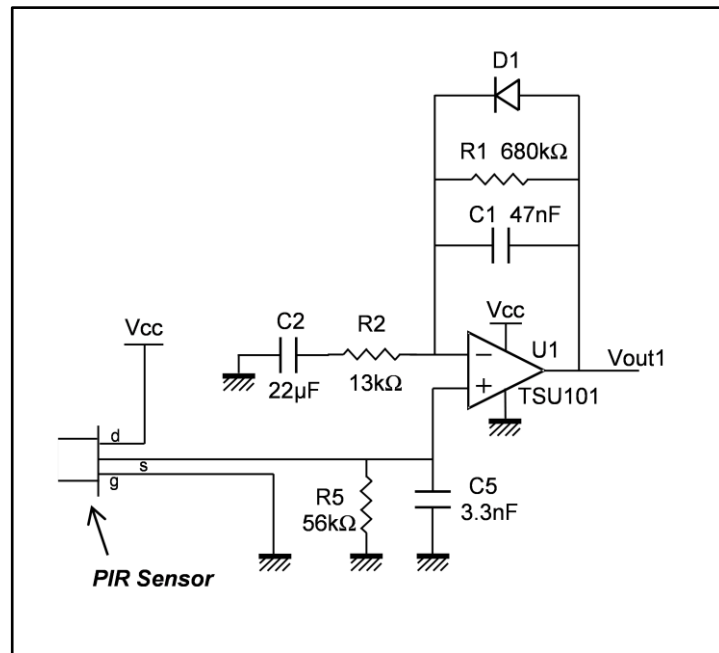 D1
R1 680kΩ
C1 47nF
Vcc
C2
R2
Vcc
U1
Vout1
22µF
13kΩ
TSU101
−
+
d
s
g
R5
56kΩ
C5
3.3nF
PIR Sensor